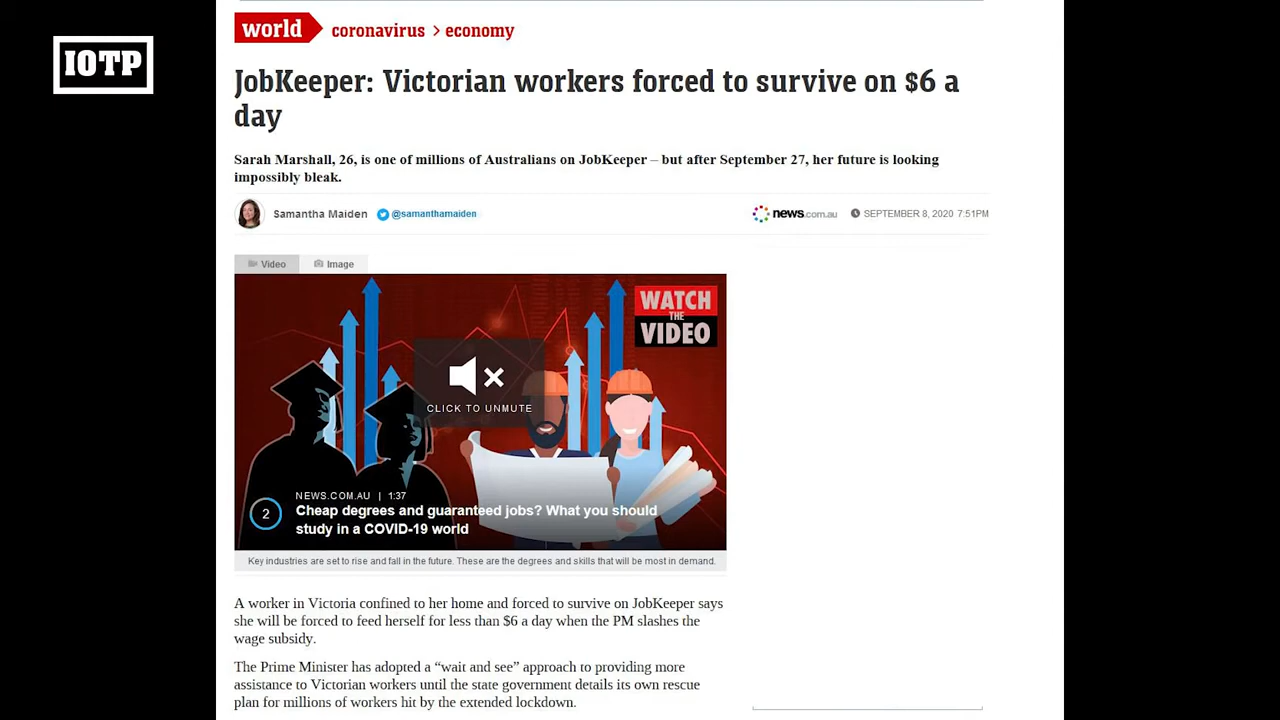 IOTP
world
coronavirus > economy
JobKeeper: Victorian workers forced to survive on $6 a
day
Sarah Marshall, 26, is one of millions of Australians on JobKeeper – but after September 27, her future is looking
impossibly bleak.
Samantha Maiden
@samanthamaiden
news.com.au
SEPTEMBER 8, 2020 7:51PM
Video
Image
WATCH
THE
VIDEO
CLICK TO UNMUTE
NEWS.COM.AU | 1:37
2
Cheap degrees and guaranteed jobs? What you should
study in a COVID-19 world
Key industries are set to rise and fall in the future. These are the degrees and skills that will be most in demand.
A worker in Victoria confined to her home and forced to survive on JobKeeper says
she will be forced to feed herself for less than $6 a day when the PM slashes the
wage subsidy.
The Prime Minister has adopted a “wait and see” approach to providing more
assistance to Victorian workers until the state government details its own rescue
plan for millions of workers hit by the extended lockdown.